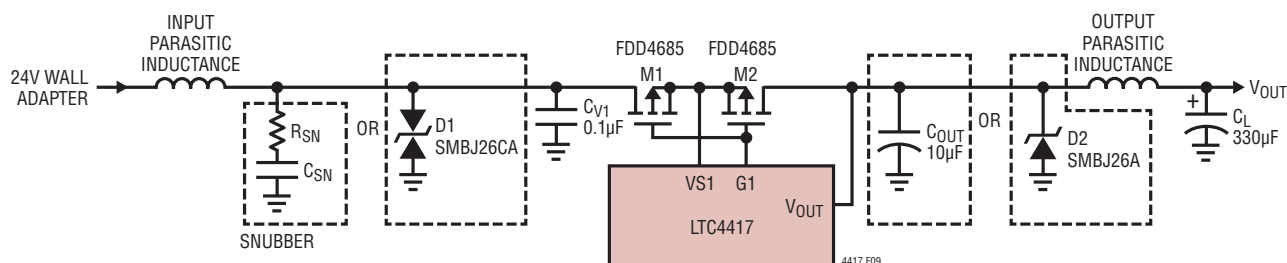 INPUT
PARASITIC
INDUCTANCE
24V WALL
ADAPTER
RSN
CSN
SNUBBER
OR
D1
SMBJ26CA
CV1
0.1µF
FDD4685
M1
FDD4685
M2
VS1
G1
VOUT
LTC4417
COUT
10µF
OR
D2
SMBJ26A
OUTPUT
PARASITIC
INDUCTANCE
VOUT
+
CL
330µF
4417 F09